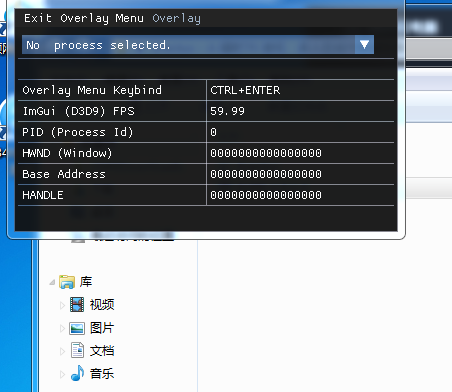 Exit Overlay Menu Overlay
No  process selected.
Overlay Menu Keybind CTRL+ENTER
ImGui (D3D9) FPS 59.99
PID (Process Id) 0
HWND (Window) 0000000000000000
Base Address 0000000000000000
HANDLE 0000000000000000
库
视频
图片
文档
音乐